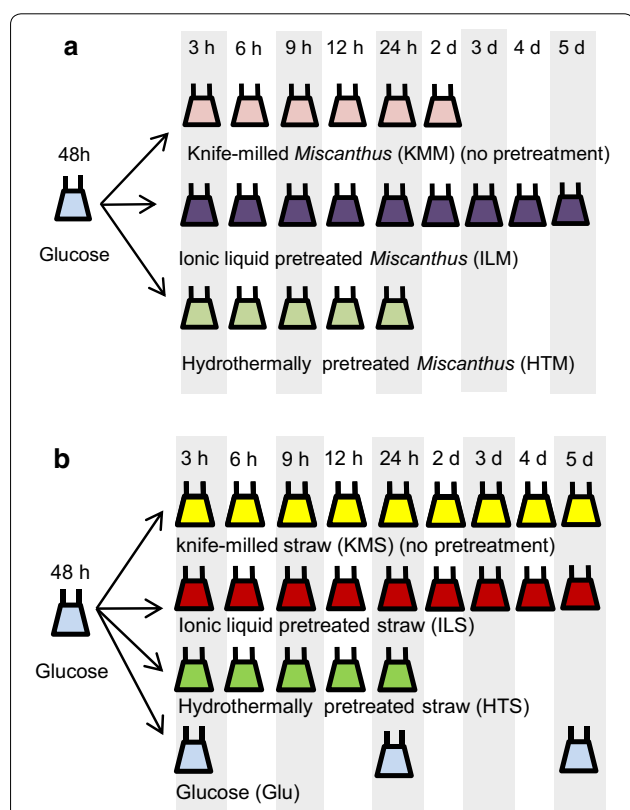 a
3 h 6 h 9 h 12 h 24 h 2 d 3 d 4 d 5 d
48h
Knife-milled Miscanthus (KMM) (no pretreatment)
Glucose
Ionic liquid pretreated Miscanthus (ILM)
Hydrothermally pretreated Miscanthus (HTM)
b
3 h 6 h 9 h 12 h 24 h 2 d 3 d 4 d 5 d
knife-milled straw (KMS) (no pretreatment)
48 h
Ionic liquid pretreated straw (ILS)
Glucose
Hydrothermally pretreated straw (HTS)
Glucose (Glu)